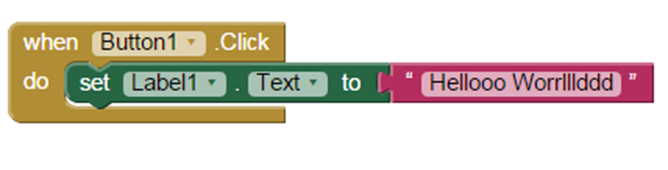 when Button1 .Click
do set Label1 . Text to “ Hellooo Worrlllddd ”